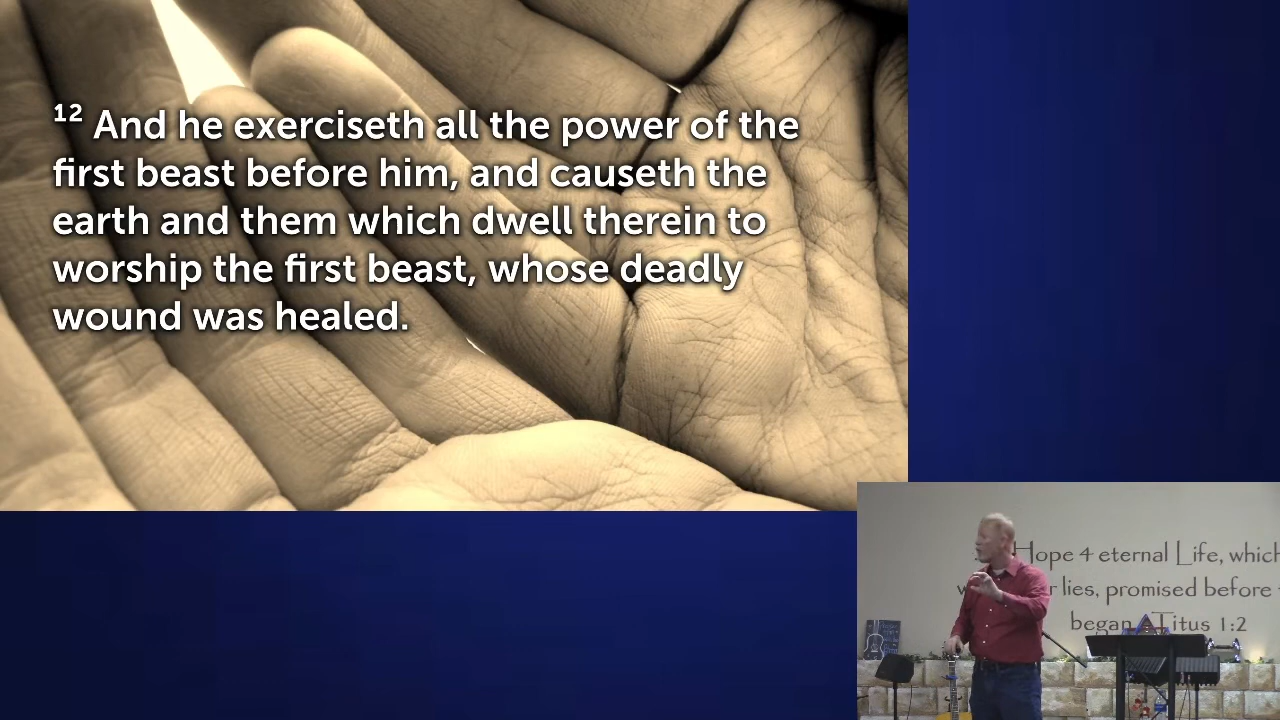 12 And he exerciseth all the power of the
first beast before him, and causeth the
earth and them which dwell therein to
worship the first beast, whose deadly
wound was healed.
Hope 4 eternal Life, which
lies, promised before
began Titus 1:2